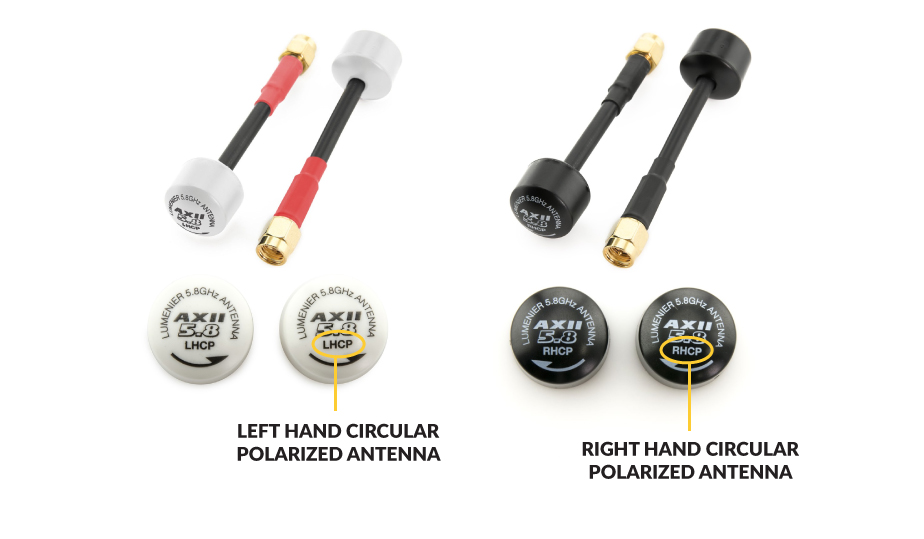 LUMENIER 5.8GHz ANTENNA
AXII
5.8
LHCP
LUMENIER 5.8GHz ANTENNA
AXII
5.8
RHCP
LUMENIER 5.8GHz ANTENNA
AXII
5.8
LHCP
LUMENIER 5.8GHz ANTENNA
AXII
5.8
LHCP
LUMENIER 5.8GHz ANTENNA
AXII
5.8
RHCP
LUMENIER 5.8GHz ANTENNA
AXII
5.8
RHCP
LEFT HAND CIRCULAR
POLARIZED ANTENNA
RIGHT HAND CIRCULAR
POLARIZED ANTENNA